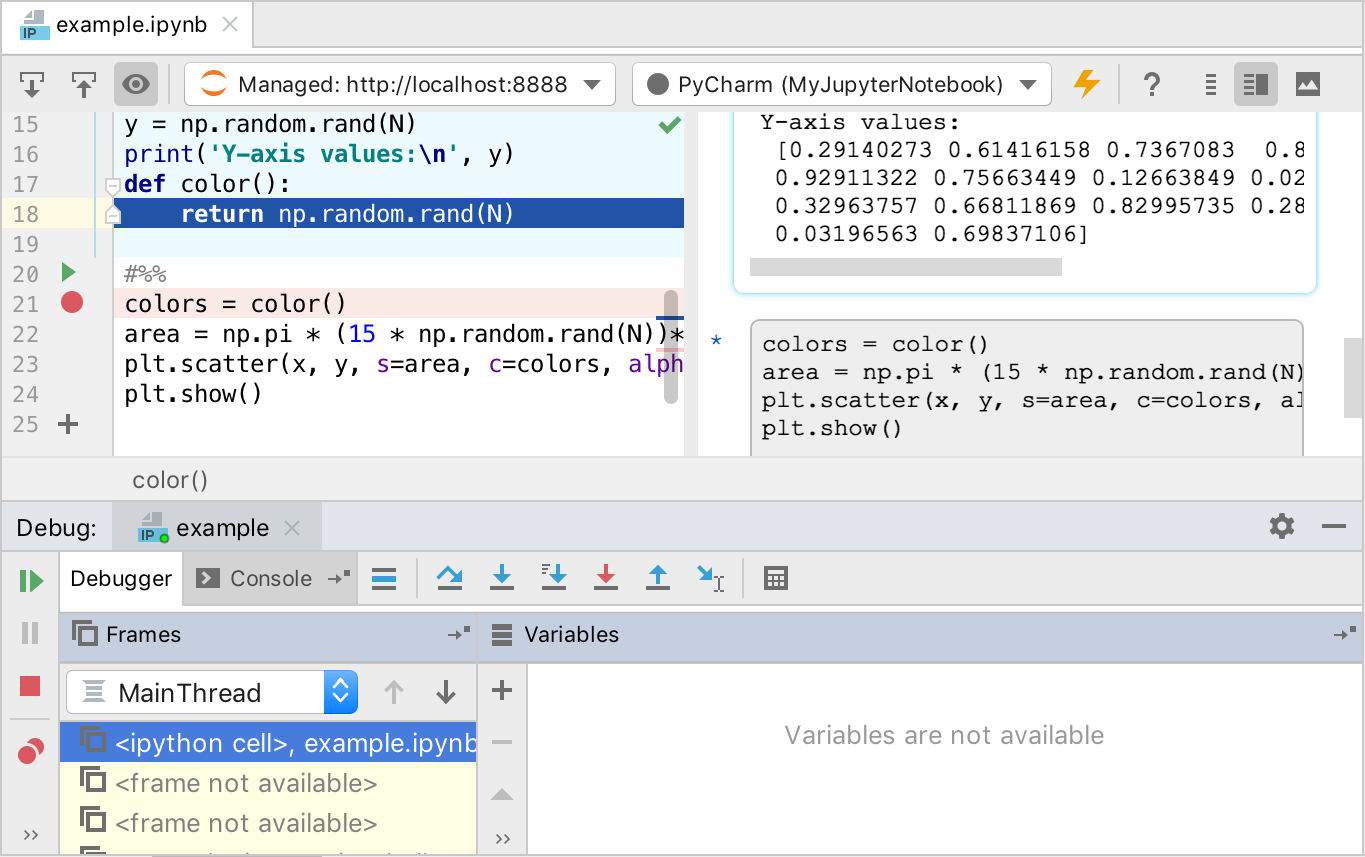 example.ipynb
Managed: http://localhost:8888
PyCharm (MyJupyterNotebook)
?
15 y = np.random.rand(N)
16 print('Y-axis values:\n', y)
17 def color():
18 return np.random.rand(N)
19
20 #%%
21 colors = color()
22 area = np.pi * (15 * np.random.rand(N))*
23 plt.scatter(x, y, s=area, c=colors, alph
24 plt.show()
25
Y-axis values:
[0.29140273 0.61416158 0.7367083 0.8
0.92911322 0.75663449 0.12663849 0.02
0.32963757 0.66811869 0.82995735 0.28
0.03196563 0.69837106]
*
colors = color()
area = np.pi * (15 * np.random.rand(N)
plt.scatter(x, y, s=area, c=colors, al
plt.show()
color()
Debug:
IP example
Debugger
Console
Frames
Variables
MainThread
<ipython cell>, example.ipynb
<frame not available>
<frame not available>
Variables are not available